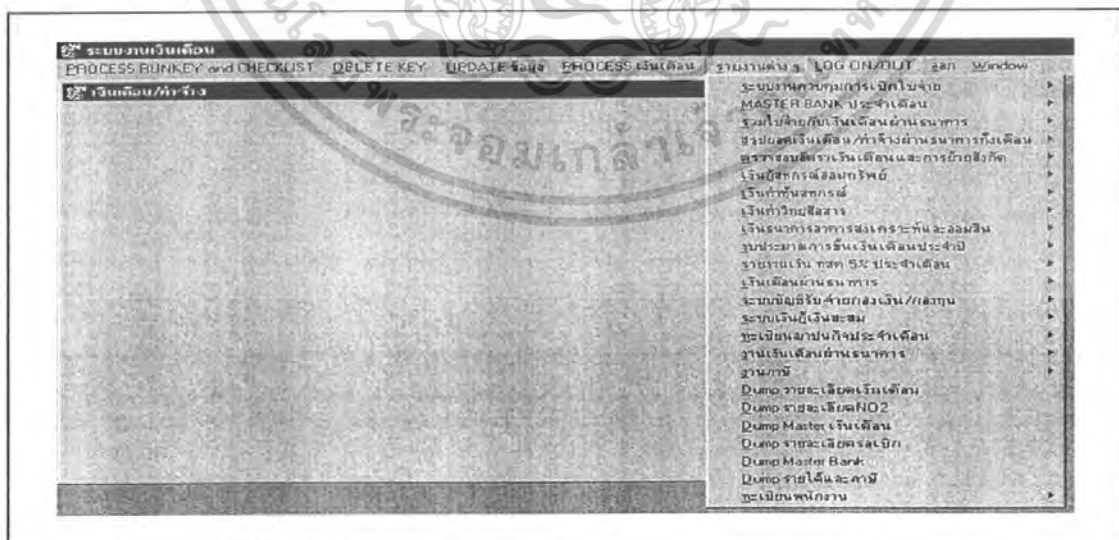 ระบบงานเงินเดือน
PROCESS RUNKEY and CHECKLIST DELETE KEY UPDATE ข้อมูล PROCESS เงินเดือน รายงานต่าง ๆ LOG ON/OUT ออก Window
เงินเดือน/ค่าจ้าง
ระบบงานควบคุมการเบิกใบจ่าย
MASTER BANK ประจำเดือน
รวมใบจ่ายกับเงินเดือนผ่านธนาคาร
สรุปยอดเงินเดือน/ค่าจ้างผ่านธนาคารทั้งเดือน
ตรวจสอบอัตราเงินเดือนและการย้ายสังกัด
เงินกู้สหกรณ์ออมทรัพย์
เงินค่าหุ้นสหกรณ์
เงินค่าวิทยุสื่อสาร
เงินธนาคารอาคารสงเคราะห์และออมสิน
งบประมาณการขึ้นเงินเดือนประจำปี
รายงานเงิน ทสต 5% ประจำเดือน
เงินเดือนผ่านธนาคาร
ระบบบัญชีรับ จ่ายกองเงิน/กองทุน
ระบบเงินกู้เงินสะสม
ทะเบียนฌาปนกิจประจำเดือน
งานเงินเดือนผ่านธนาคาร
งานภาษี
Dump รายละเอียดเงินเดือน
Dump รายละเอียดNO2
Dump Master เงินเดือน
Dump รายละเอียดรอเบิก
Dump Master Bank
Dump รายได้และภาษี
ทะเบียนพนักงาน
พระจอมเกล้าเจ้า